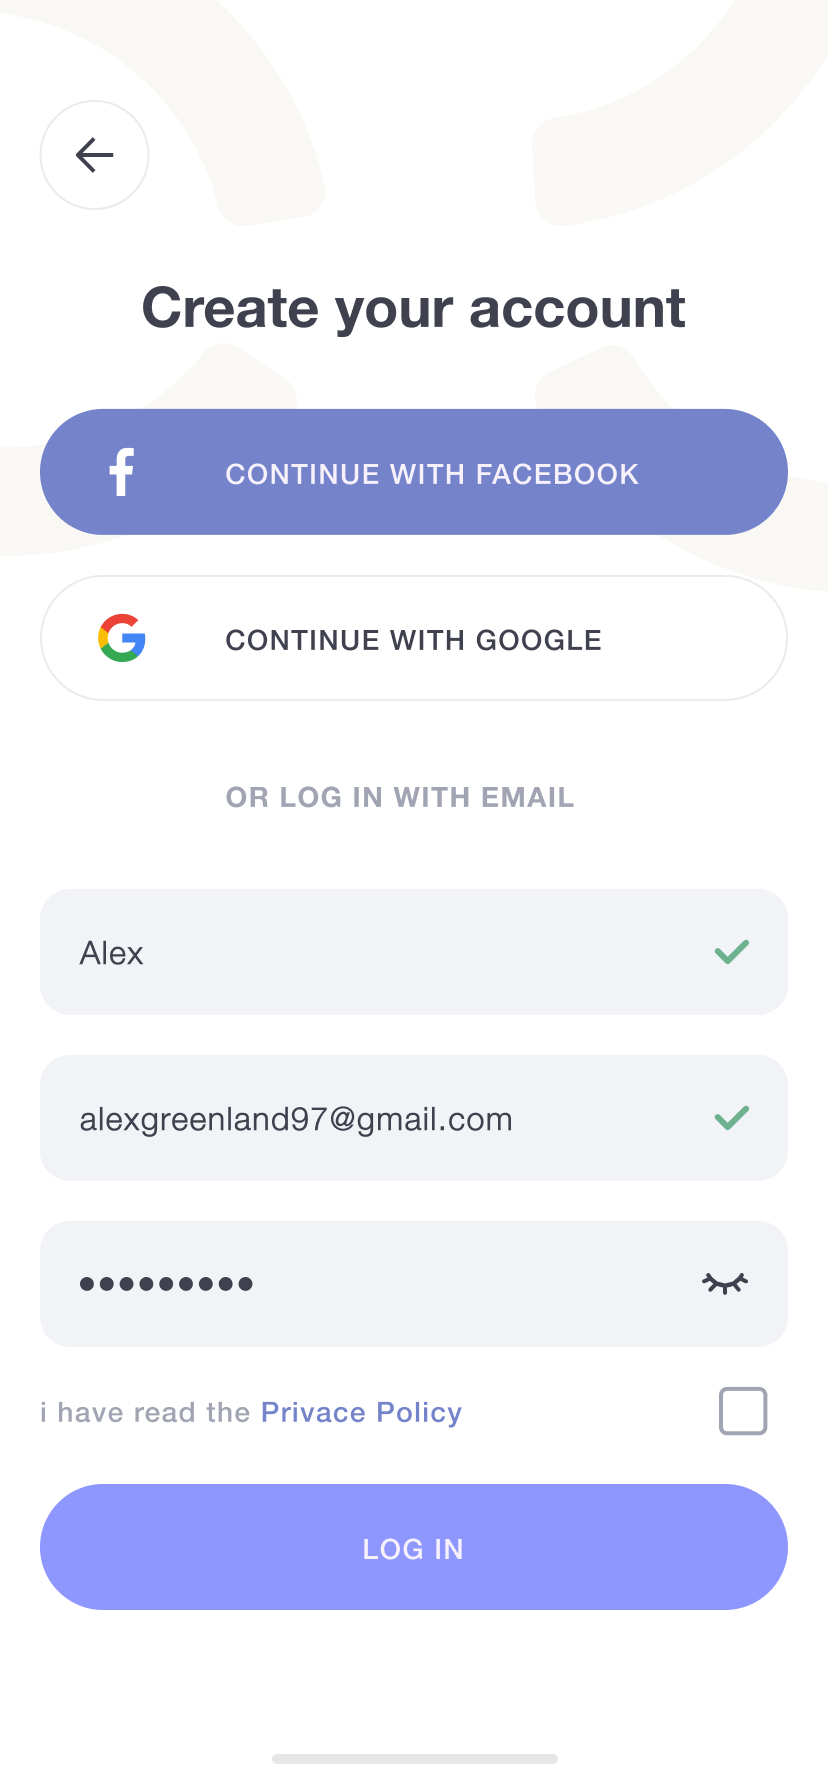 Create your account
CONTINUE WITH FACEBOOK
CONTINUE WITH GOOGLE
OR LOG IN WITH EMAIL
Alex
alexgreenland97@gmail.com
●●●●●●●●●
i have read the Privace Policy
LOG IN